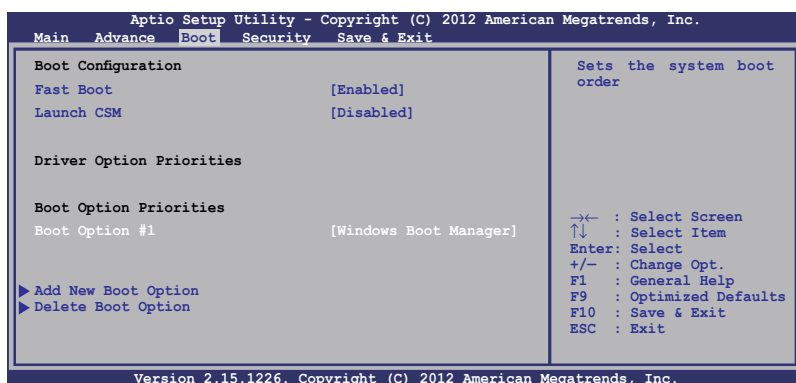 Aptio Setup Utility - Copyright (C) 2012 American Megatrends, Inc.
Main Advance Boot Security Save & Exit
Boot Configuration
Fast Boot [Enabled]
Launch CSM [Disabled]
Driver Option Priorities
Boot Option Priorities
Boot Option #1 [Windows Boot Manager]
Add New Boot Option
Delete Boot Option
Sets the system boot
order
→← : Select Screen
↑↓ : Select Item
Enter: Select
+/— : Change Opt.
F1 : General Help
F9 : Optimized Defaults
F10 : Save & Exit
ESC : Exit
Version 2.15.1226. Copyright (C) 2012 American Megatrends, Inc.